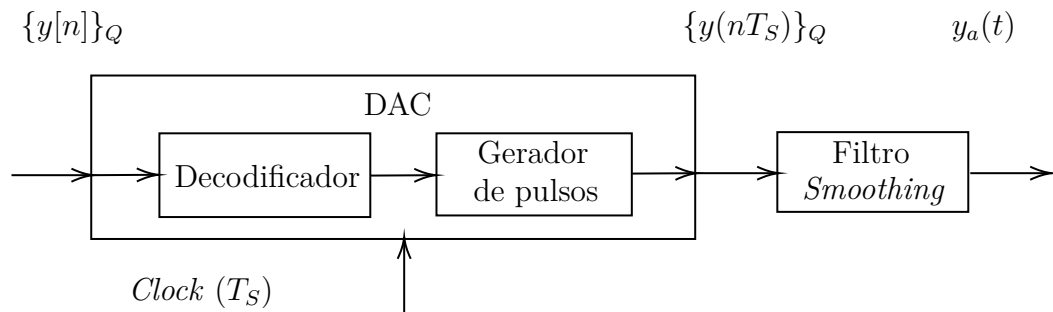 {y[n]}_Q
{y(nT_S)}_Q
y_a(t)
DAC
Decodificador
Gerador
de pulsos
Filtro
Smoothing
Clock (T_S)